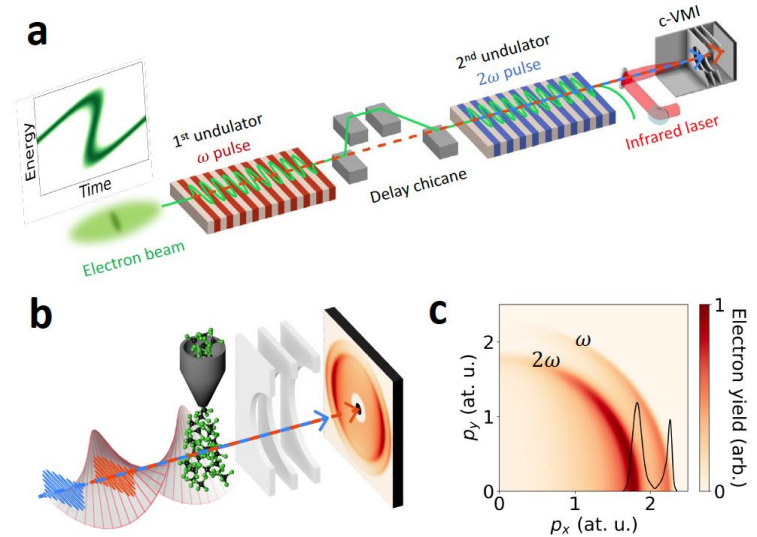 a
c-VMI
2nd undulator
2ω pulse
1st undulator
ω pulse
Energy
Time
Delay chicane
Infrared laser
Electron beam
b
c
ω
2ω
2
1
0
0
1
2
py (at. u.)
px (at. u.)
1
0
Electron yield (arb.)